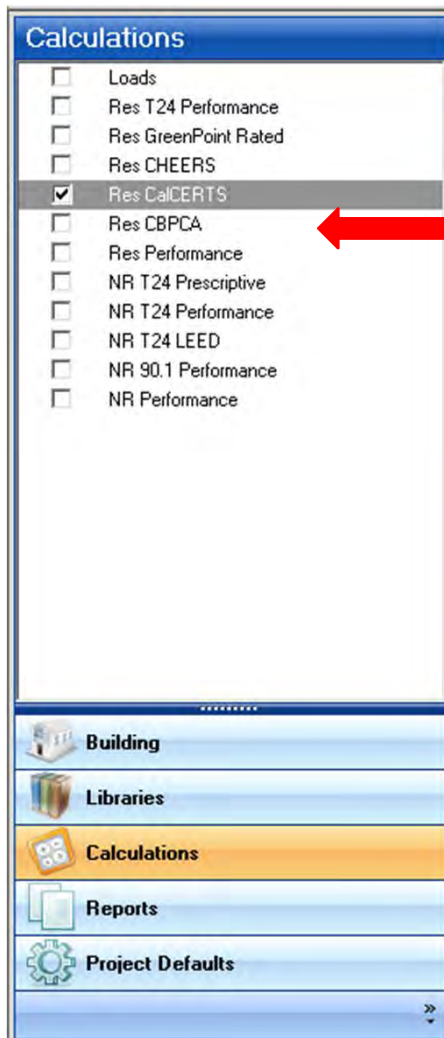 Calculations
Loads
Res T24 Performance
Res GreenPoint Rated
Res CHEERS
Res CalCERTS
Res CBPCA
Res Performance
NR T24 Prescriptive
NR T24 Performance
NR T24 LEED
NR 90.1 Performance
NR Performance
Building
Libraries
Calculations
Reports
Project Defaults